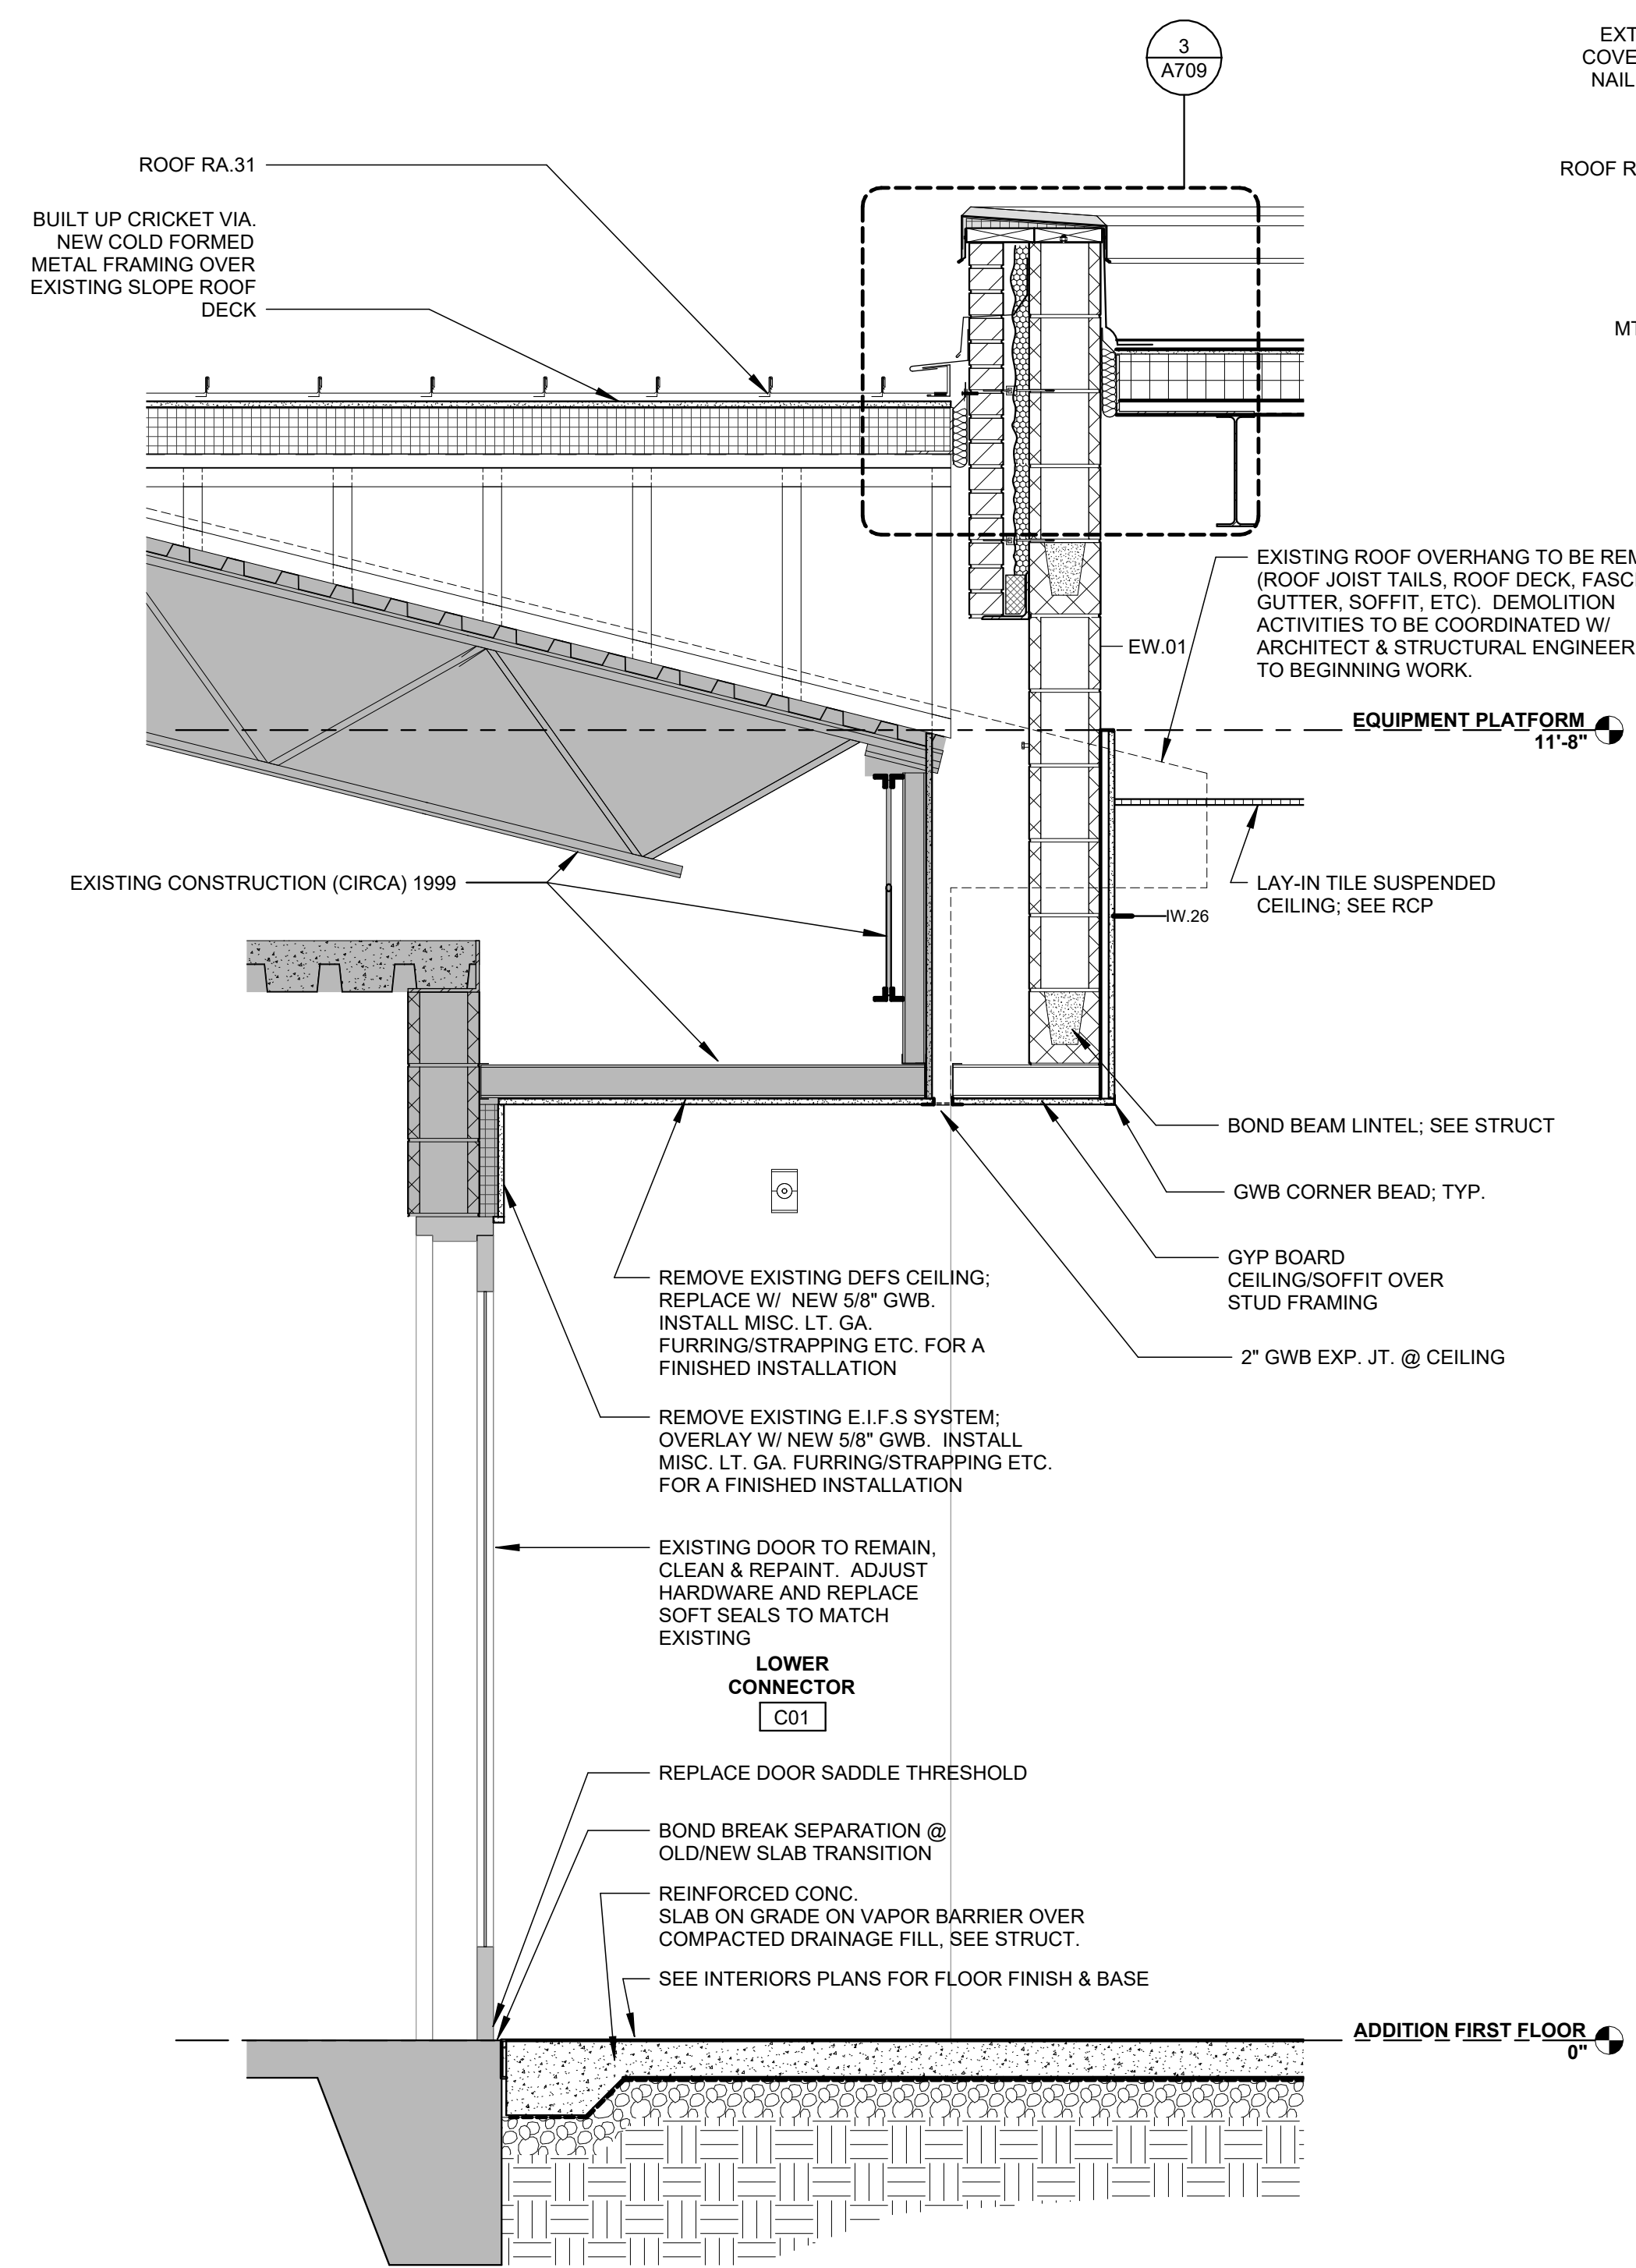 3
A709
EXT
COVE
NAIL
ROOF RA.31
ROOF R
BUILT UP CRICKET VIA.
NEW COLD FORMED
METAL FRAMING OVER
EXISTING SLOPE ROOF
DECK
MT
EXISTING ROOF OVERHANG TO BE REM
(ROOF JOIST TAILS, ROOF DECK, FASC
GUTTER, SOFFIT, ETC).  DEMOLITION
ACTIVITIES TO BE COORDINATED W/
ARCHITECT & STRUCTURAL ENGINEER
TO BEGINNING WORK.
EW.01
EQUIPMENT PLATFORM
11'-8"
EXISTING CONSTRUCTION (CIRCA) 1999
LAY-IN TILE SUSPENDED
CEILING; SEE RCP
IW.26
BOND BEAM LINTEL; SEE STRUCT
GWB CORNER BEAD; TYP.
GYP BOARD
CEILING/SOFFIT OVER
STUD FRAMING
2" GWB EXP. JT. @ CEILING
REMOVE EXISTING DEFS CEILING;
REPLACE W/  NEW 5/8" GWB.
INSTALL MISC. LT. GA.
FURRING/STRAPPING ETC. FOR A
FINISHED INSTALLATION
REMOVE EXISTING E.I.F.S SYSTEM;
OVERLAY W/ NEW 5/8" GWB.  INSTALL
MISC. LT. GA. FURRING/STRAPPING ETC.
FOR A FINISHED INSTALLATION
EXISTING DOOR TO REMAIN,
CLEAN & REPAINT.  ADJUST
HARDWARE AND REPLACE
SOFT SEALS TO MATCH
EXISTING
LOWER
CONNECTOR
C01
REPLACE DOOR SADDLE THRESHOLD
BOND BREAK SEPARATION @
OLD/NEW SLAB TRANSITION
REINFORCED CONC.
SLAB ON GRADE ON VAPOR BARRIER OVER
COMPACTED DRAINAGE FILL, SEE STRUCT.
SEE INTERIORS PLANS FOR FLOOR FINISH & BASE
ADDITION FIRST FLOOR
0"